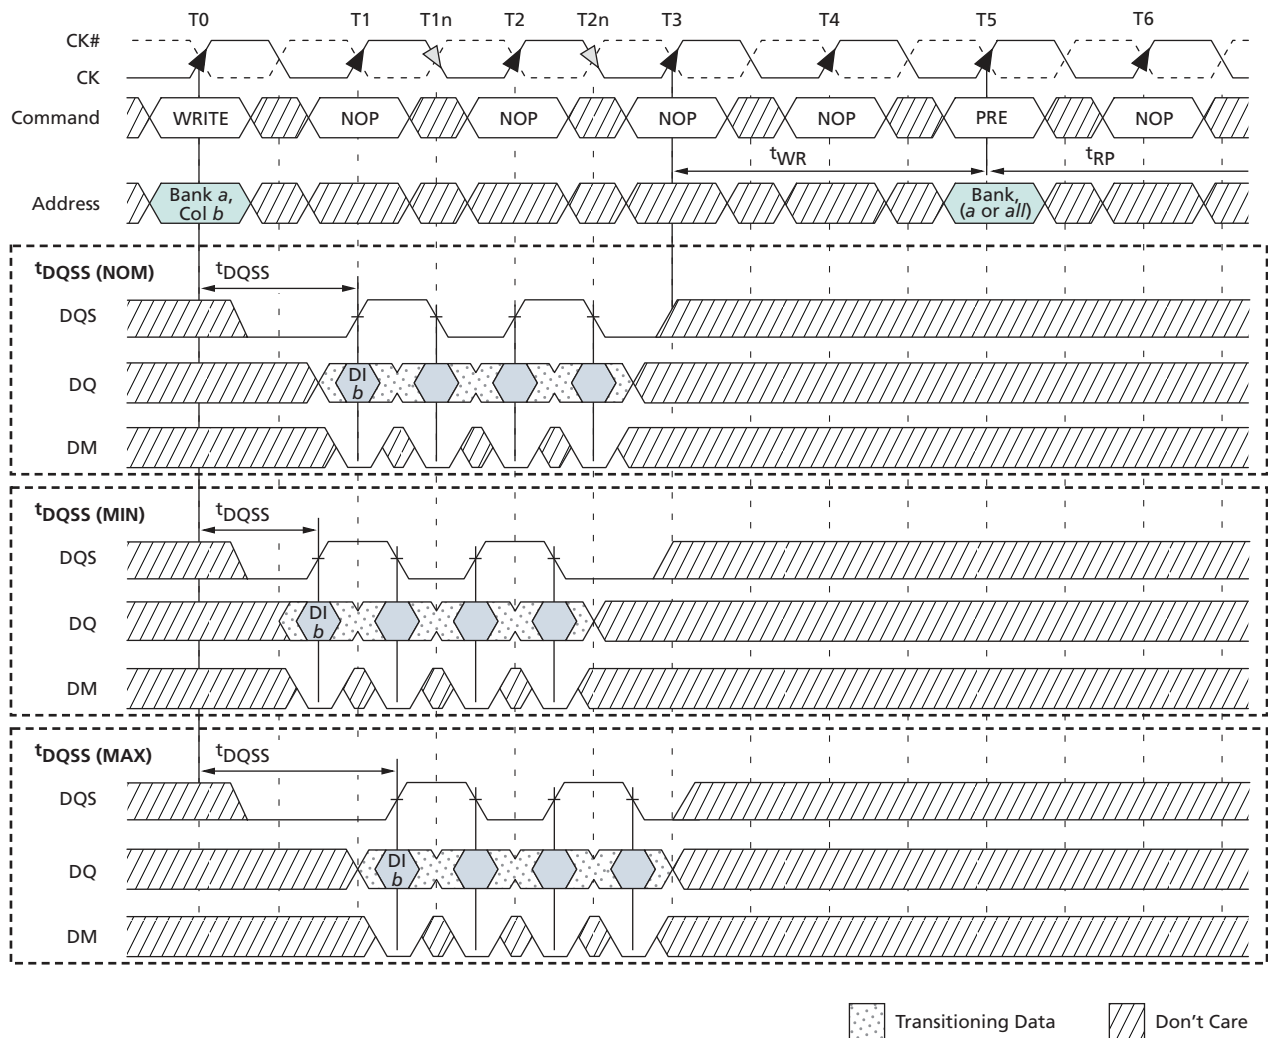 T0 T1 T1n T2 T2n T3 T4 T5 T6
CK#
CK
Command WRITE NOP NOP NOP NOP PRE NOP
tWR tRP
Address Bank a, Col b Bank, (a or all)
tDQSS (NOM) tDQSS
DQS
DQ DI b
DM
tDQSS (MIN) tDQSS
DQS
DQ DI b
DM
tDQSS (MAX) tDQSS
DQS
DQ DI b
DM
Transitioning Data Don't Care